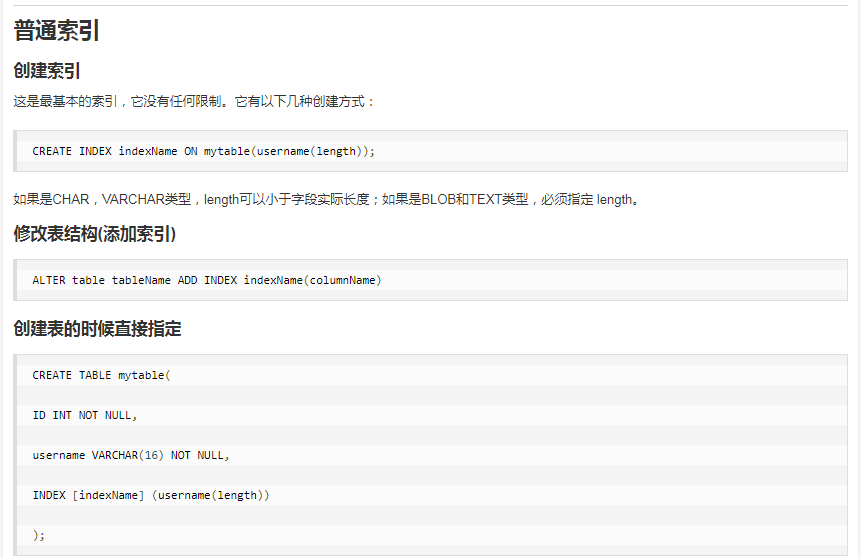 普通索引
创建索引
这是最基本的索引，它没有任何限制。它有以下几种创建方式：
CREATE INDEX indexName ON mytable(username(length));
如果是CHAR，VARCHAR类型，length可以小于字段实际长度；如果是BLOB和TEXT类型，必须指定 length。
修改表结构(添加索引)
ALTER table tableName ADD INDEX indexName(columnName)
创建表的时候直接指定
CREATE TABLE mytable(
ID INT NOT NULL,
username VARCHAR(16) NOT NULL,
INDEX [indexName] (username(length))
);